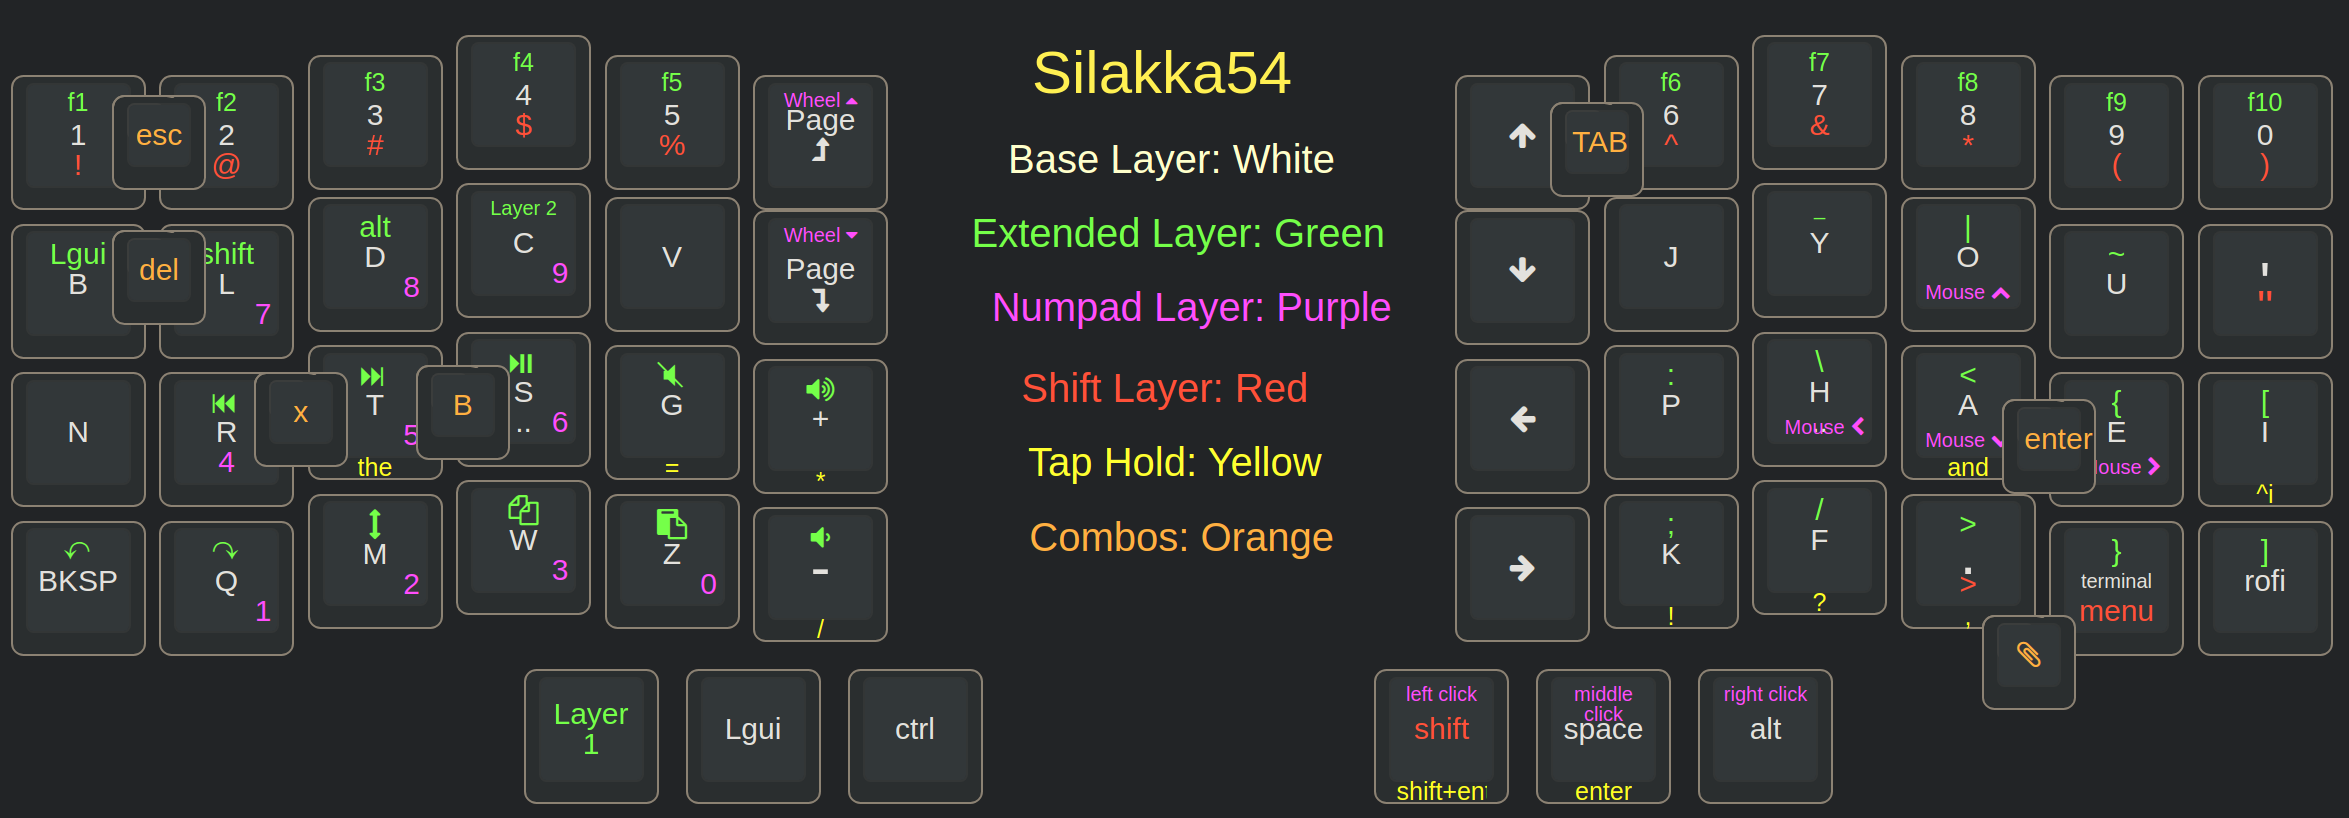 Silakka54
Base Layer: White
Extended Layer: Green
Numpad Layer: Purple
Shift Layer: Red
Tap Hold: Yellow
Combos: Orange
f1
1
!
esc
f2
2
@
f3
3
#
f4
4
$
f5
5
%
Wheel
Page
Lgui
B
del
shift
L
7
alt
D
8
Layer 2
C
9
V
Wheel
Page
N
R
4
x
T
5
the
B
S
..
6
G
=
+
*
BKSP
Q
1
M
2
W
3
Z
0
-
/
Layer
1
Lgui
ctrl
TAB
f6
6
^
f7
7
&
f8
8
*
f9
9
(
f10
0
)
J
_
Y
|
O
Mouse
~
U
'
"
:
P
\
H
Mouse
<
A
Mouse
and
enter
{
E
ouse
[
I
^i
;
K
!
/
F
?
>
.
>
,
}
terminal
menu
]
rofi
left click
shift
shift+ent
middle
click
space
enter
right click
alt